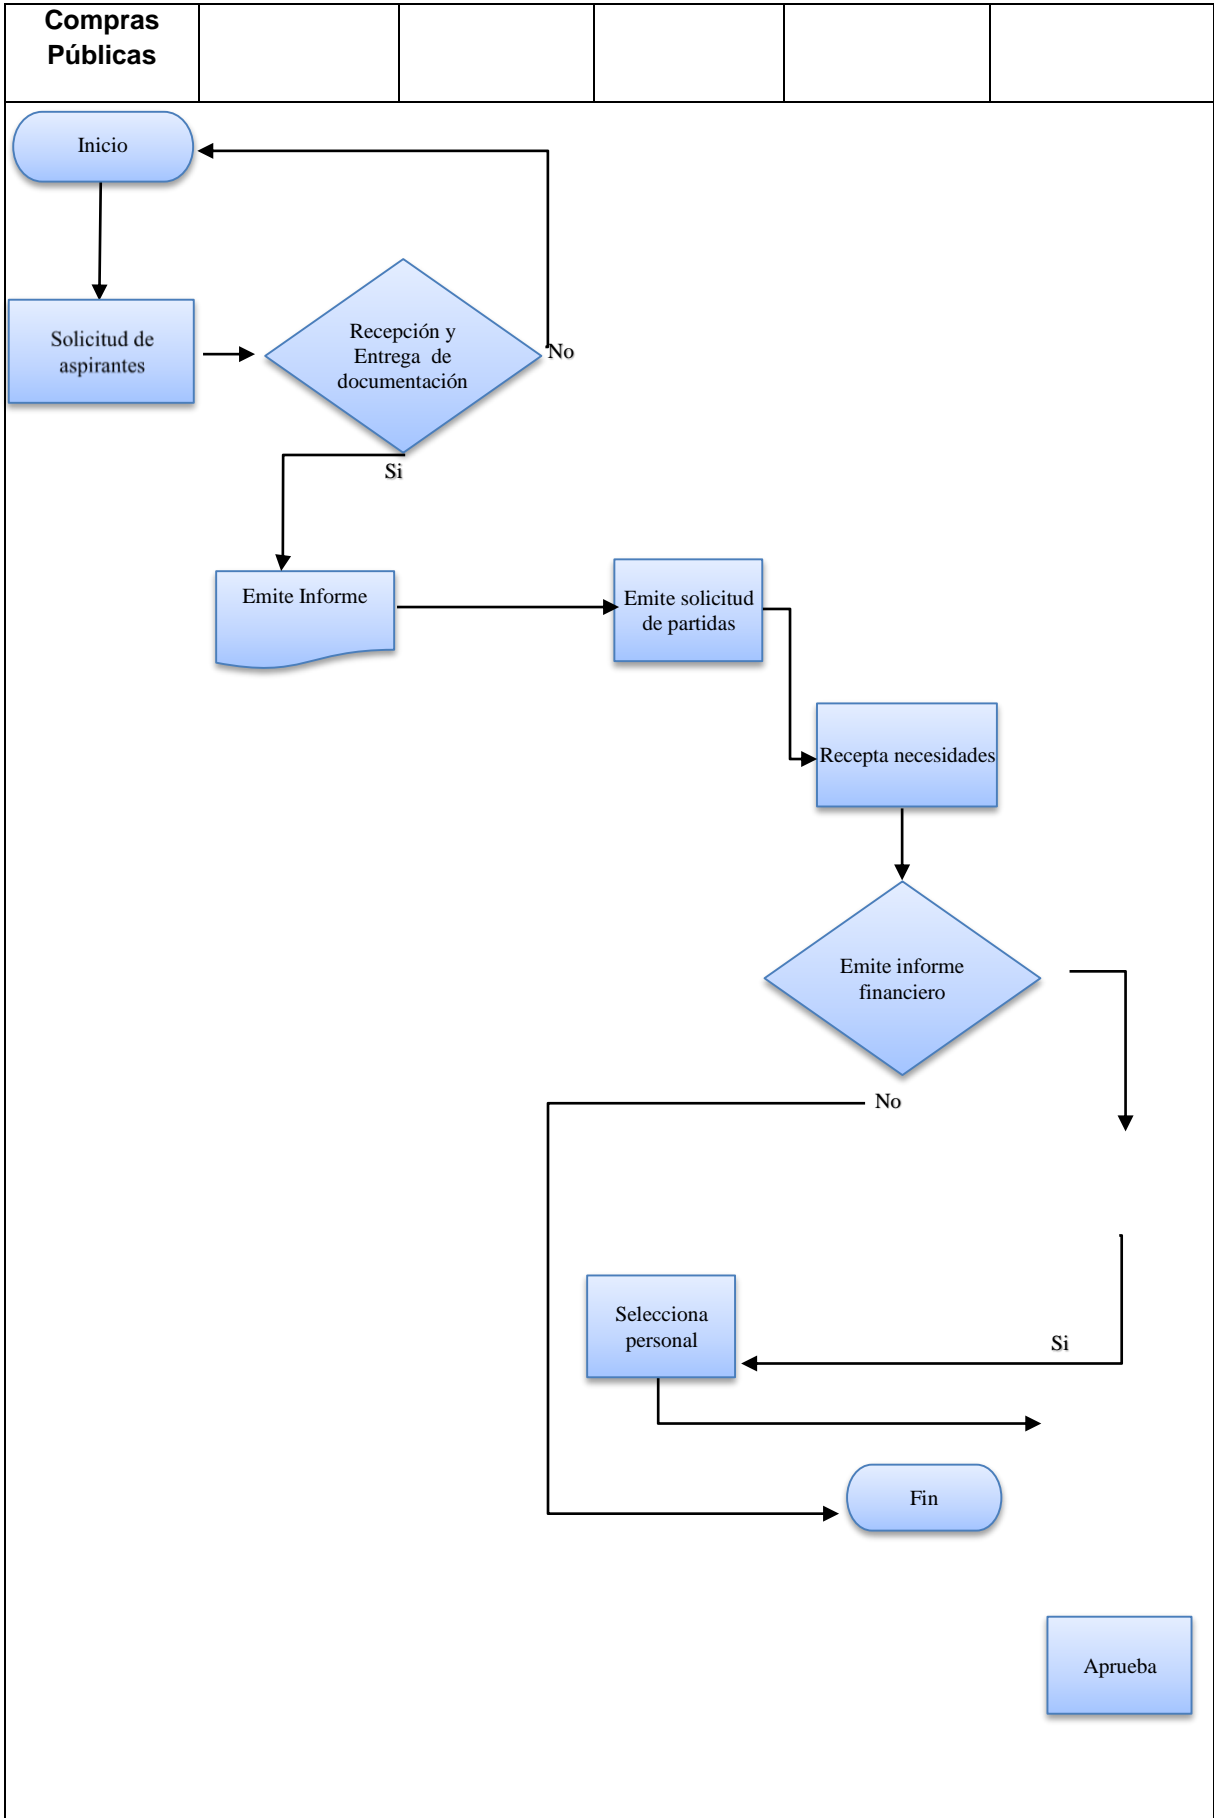 Compras
Públicas
Inicio
Solicitud de
aspirantes
Recepción y
Entrega de
documentación
No
Si
Emite Informe
Emite solicitud
de partidas
Recepta necesidades
Emite informe
financiero
No
Selecciona
personal
Si
Fin
Aprueba